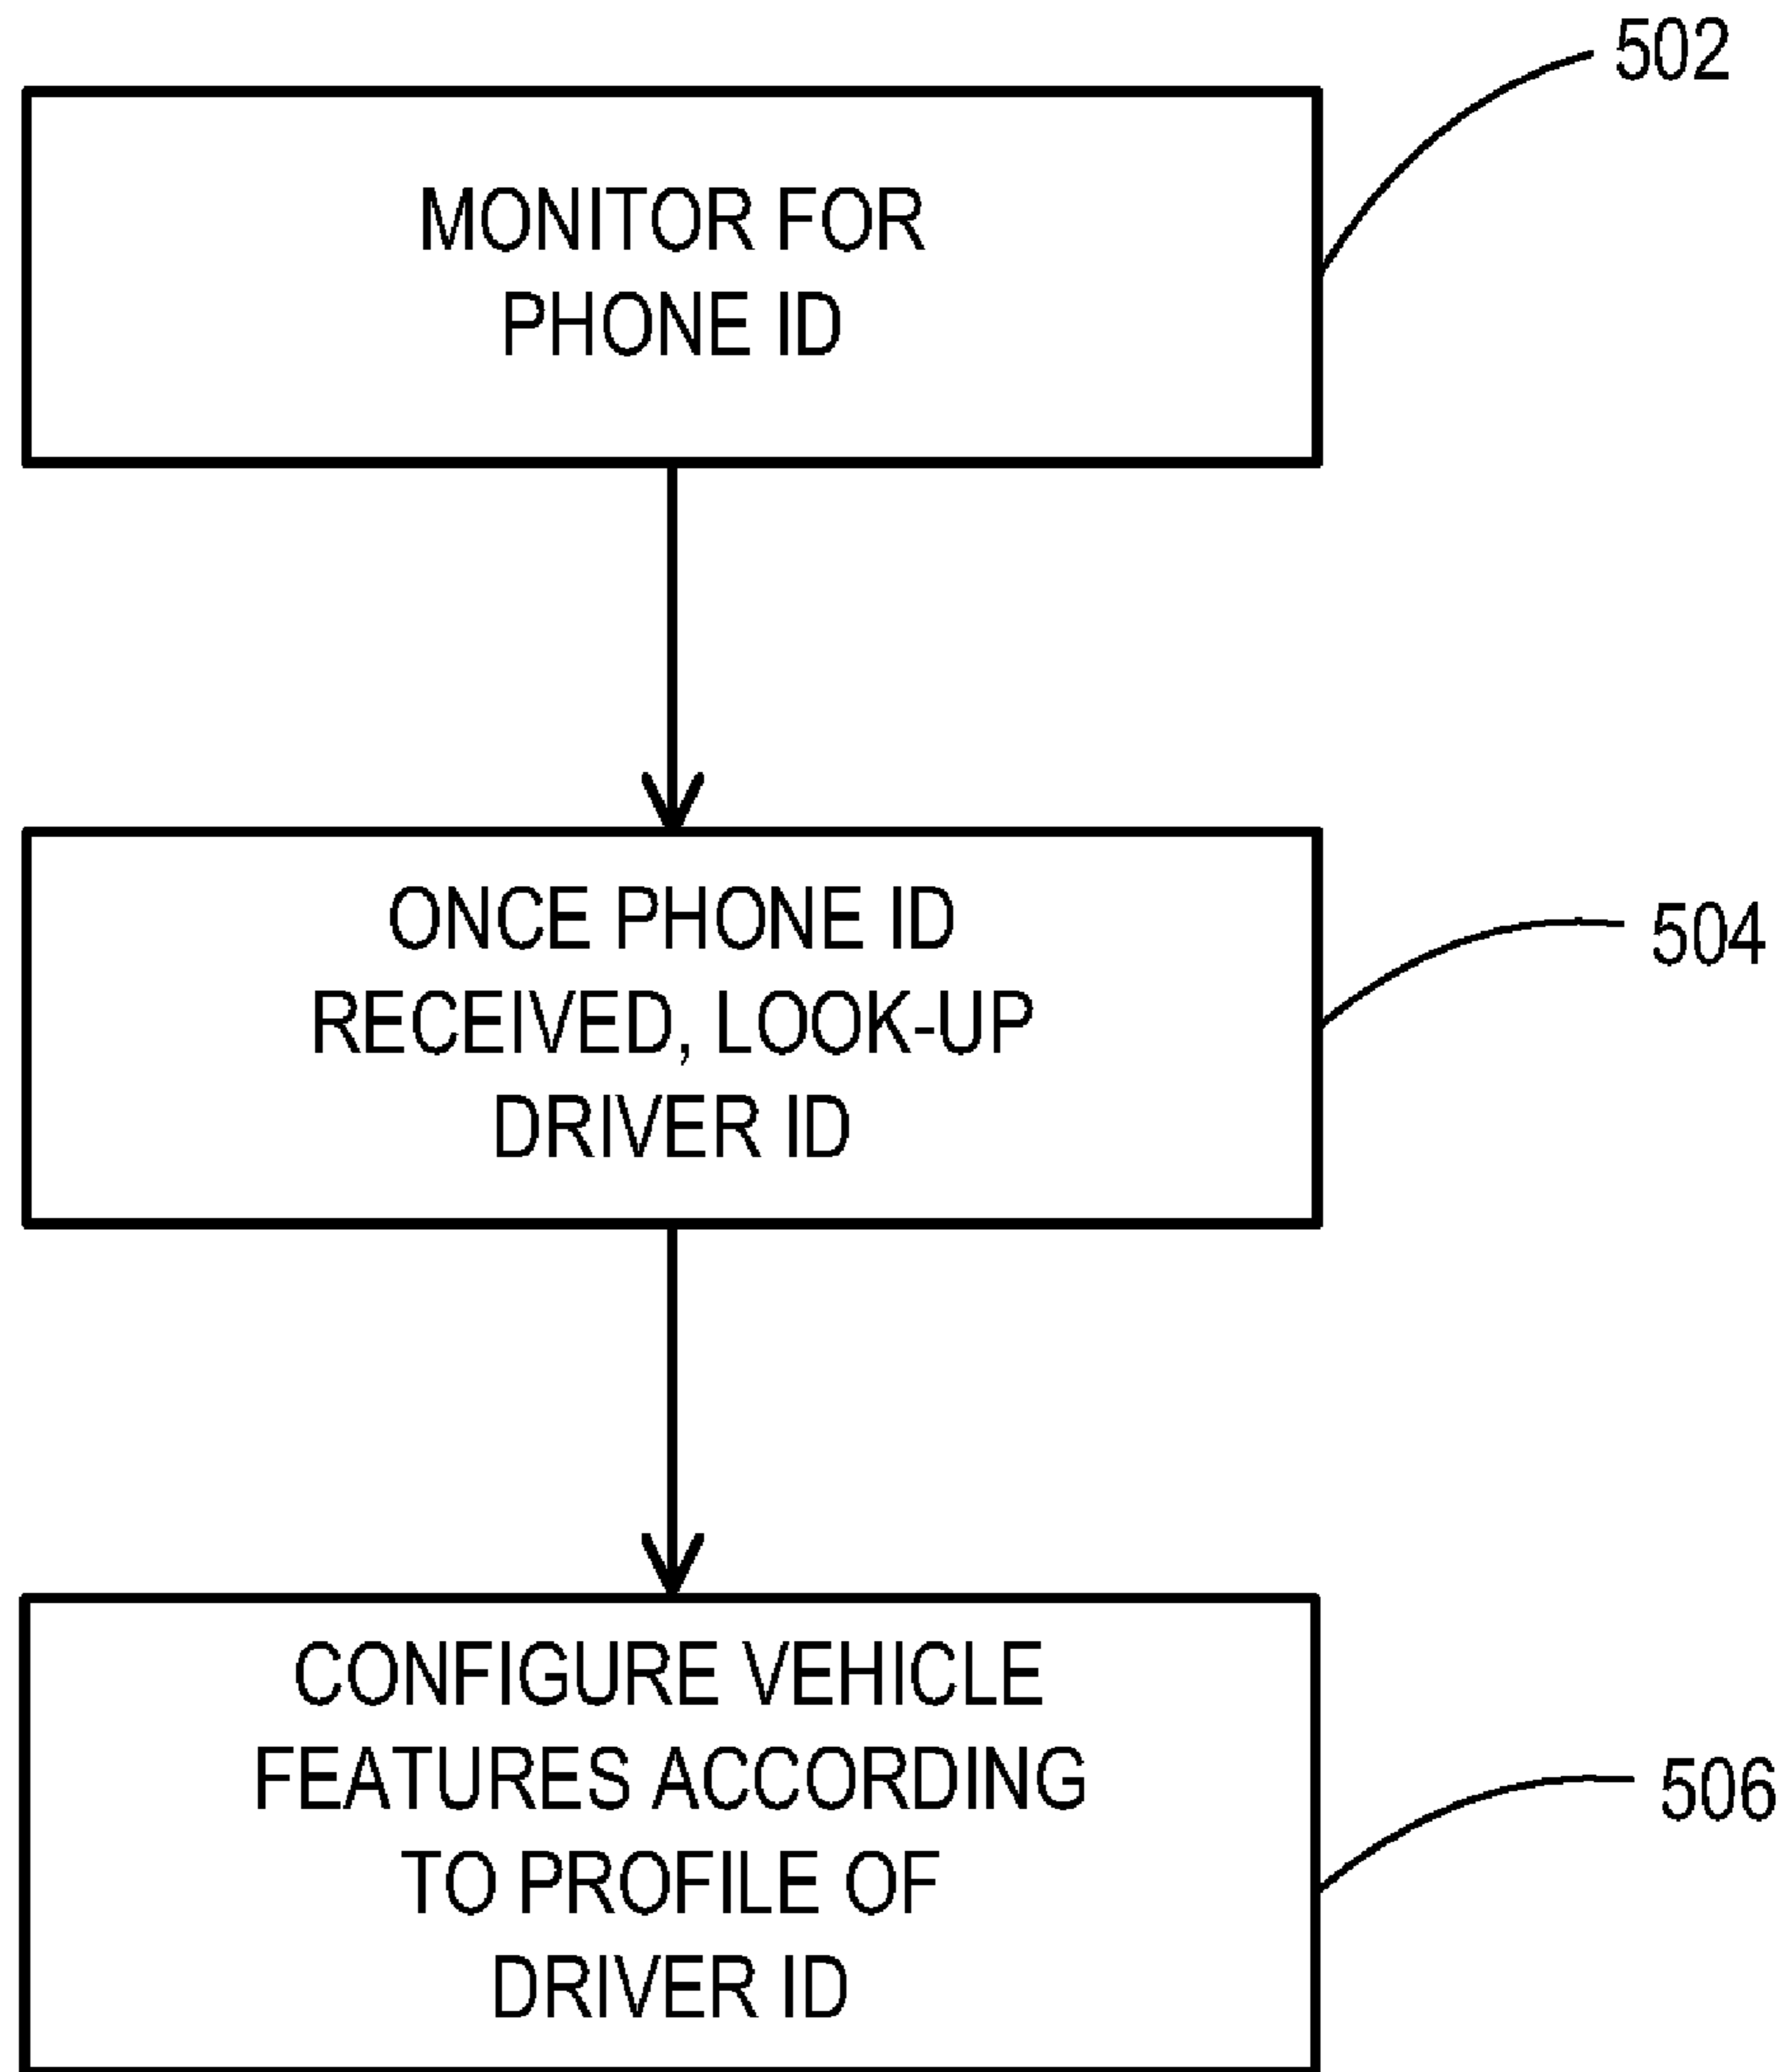 502
MONITOR FOR
PHONE ID
ONCE PHONE ID
RECEIVED, LOOK-UP
DRIVER ID
504
CONFIGURE VEHICLE
FEATURES ACCORDING
TO PROFILE OF
DRIVER ID
506